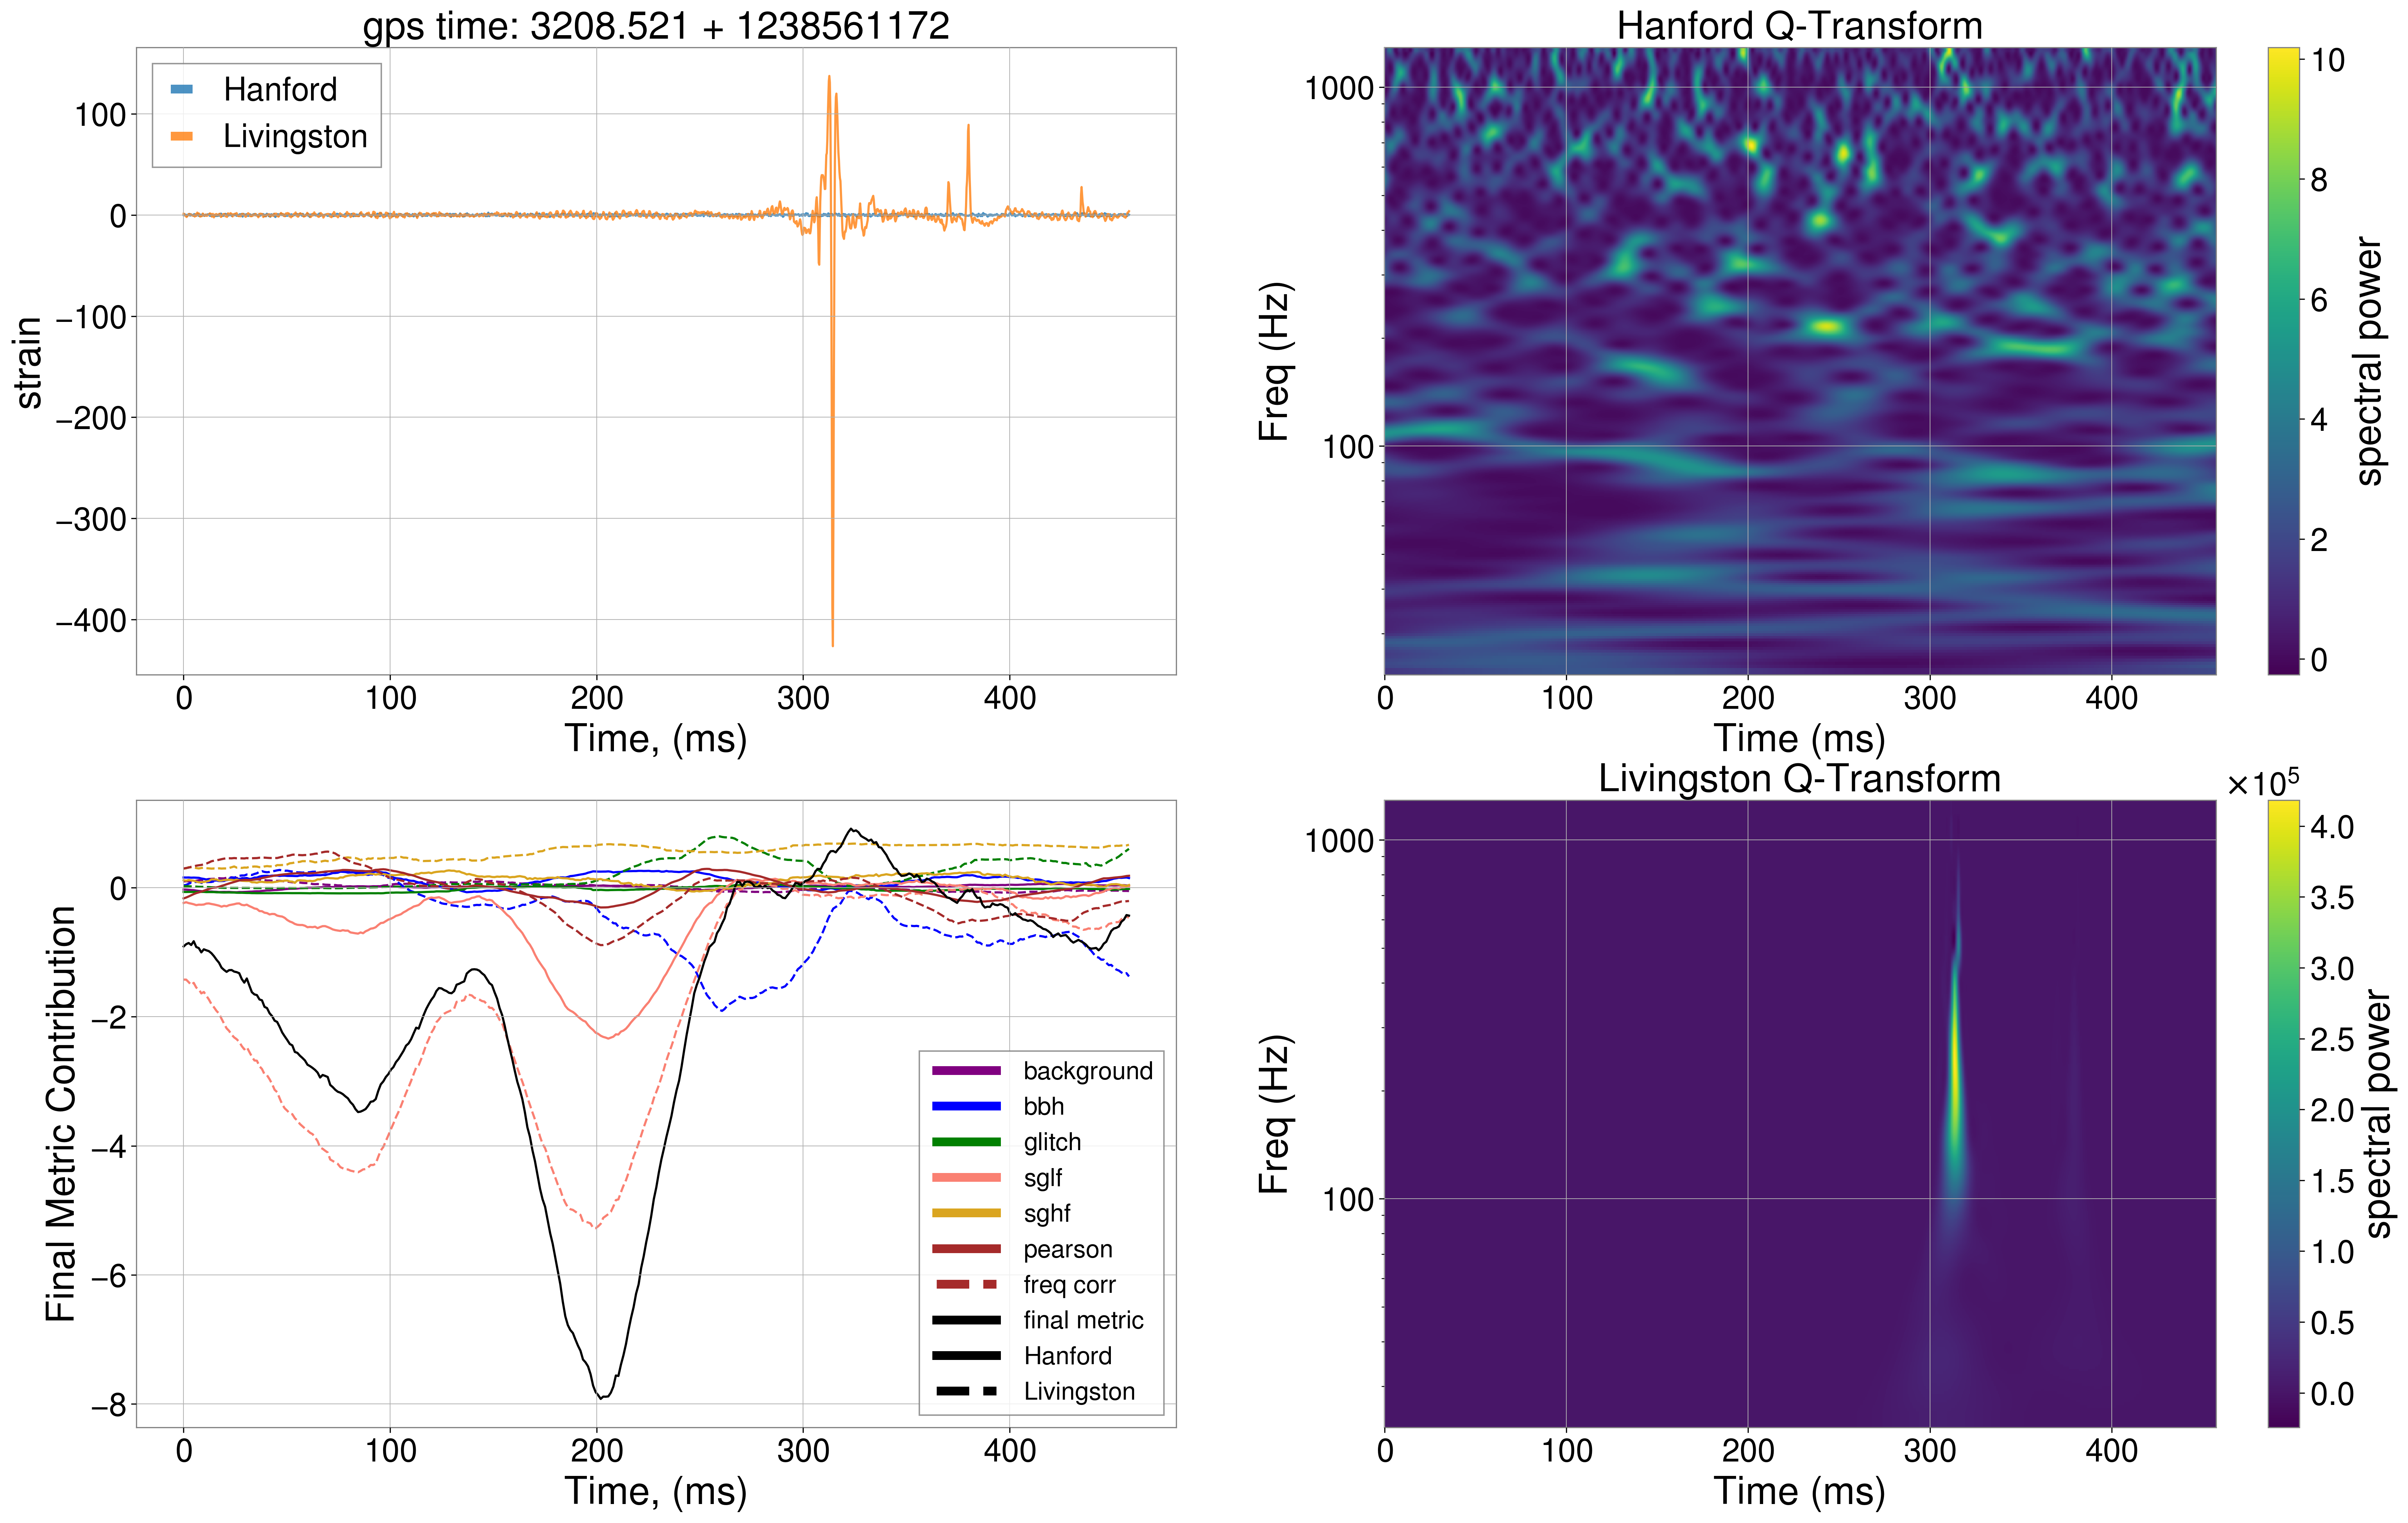 gps time: 3208.521 + 1238561172
Hanford
Livingston
100
0
−100
−200
−300
−400
strain
0
100
200
300
400
Time, (ms)
Hanford Q-Transform
1000
100
Freq (Hz)
0
100
200
300
400
Time (ms)
10
8
6
4
2
0
spectral power
0
−2
−4
−6
−8
Final Metric Contribution
background
bbh
glitch
sglf
sghf
pearson
freq corr
final metric
Hanford
Livingston
0
100
200
300
400
Time, (ms)
Livingston Q-Transform
×10⁵
1000
100
Freq (Hz)
0
100
200
300
400
Time (ms)
4.0
3.5
3.0
2.5
2.0
1.5
1.0
0.5
0.0
spectral power